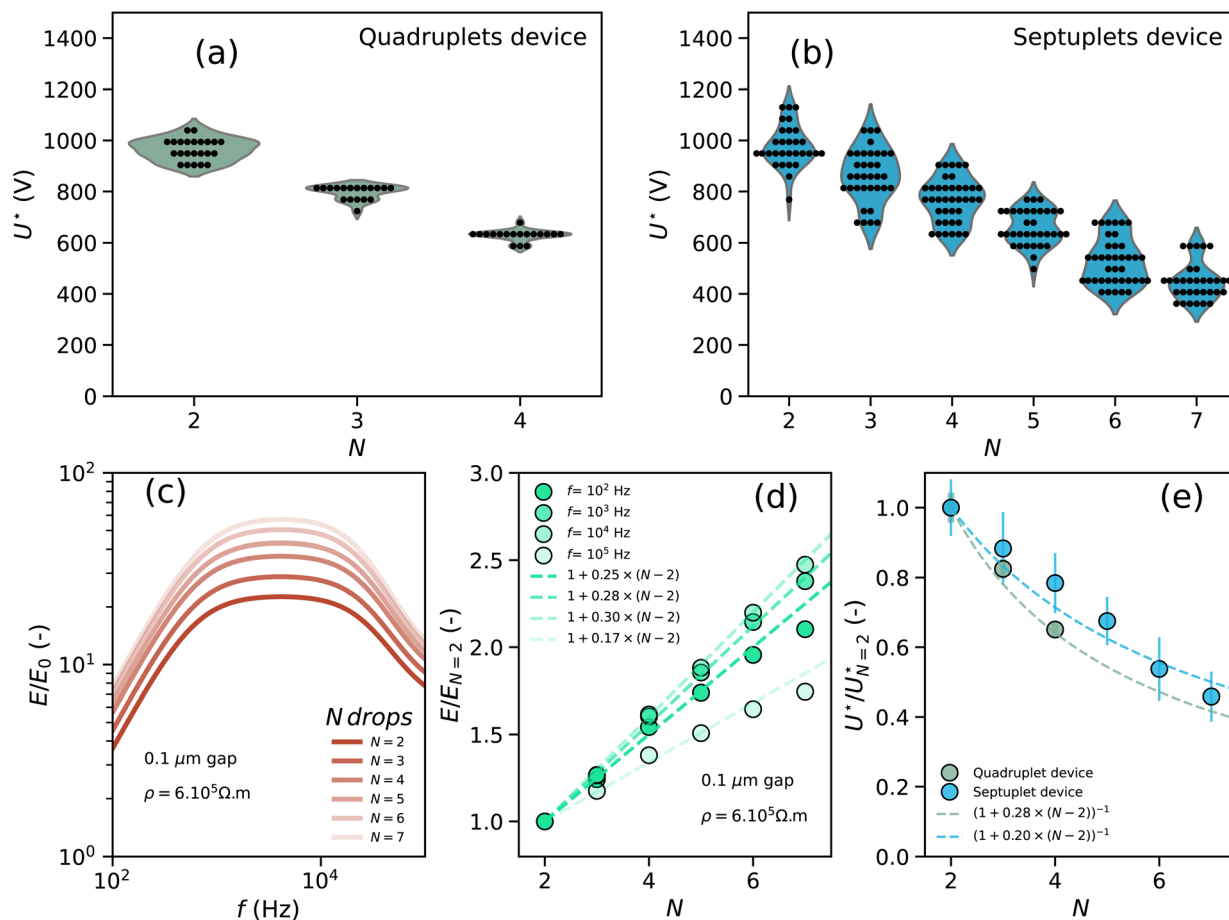 (a)
Quadruplets device
1400
1200
1000
800
600
400
200
0
U* (V)
2
3
4
N
(b)
Septuplets device
1400
1200
1000
800
600
400
200
0
U* (V)
2
3
4
5
6
7
N
(c)
10²
10¹
10⁰
E/E₀ (-)
N drops
N = 2
N = 3
N = 4
N = 5
N = 6
N = 7
0.1 μm gap
ρ = 6.10⁵Ω.m
10²
10⁴
f (Hz)
(d)
3.0
2.5
2.0
1.5
1.0
E/E_{N=2} (-)
f= 10² Hz
f= 10³ Hz
f= 10⁴ Hz
f= 10⁵ Hz
1 + 0.25 × (N − 2)
1 + 0.28 × (N − 2)
1 + 0.30 × (N − 2)
1 + 0.17 × (N − 2)
0.1 μm gap
ρ = 6.10⁵Ω.m
2
4
6
N
(e)
1.0
0.8
0.6
0.4
0.2
0.0
U*/U*_{N=2} (-)
Quadruplet device
Septuplet device
(1 + 0.28 × (N − 2))⁻¹
(1 + 0.20 × (N − 2))⁻¹
2
4
6
N